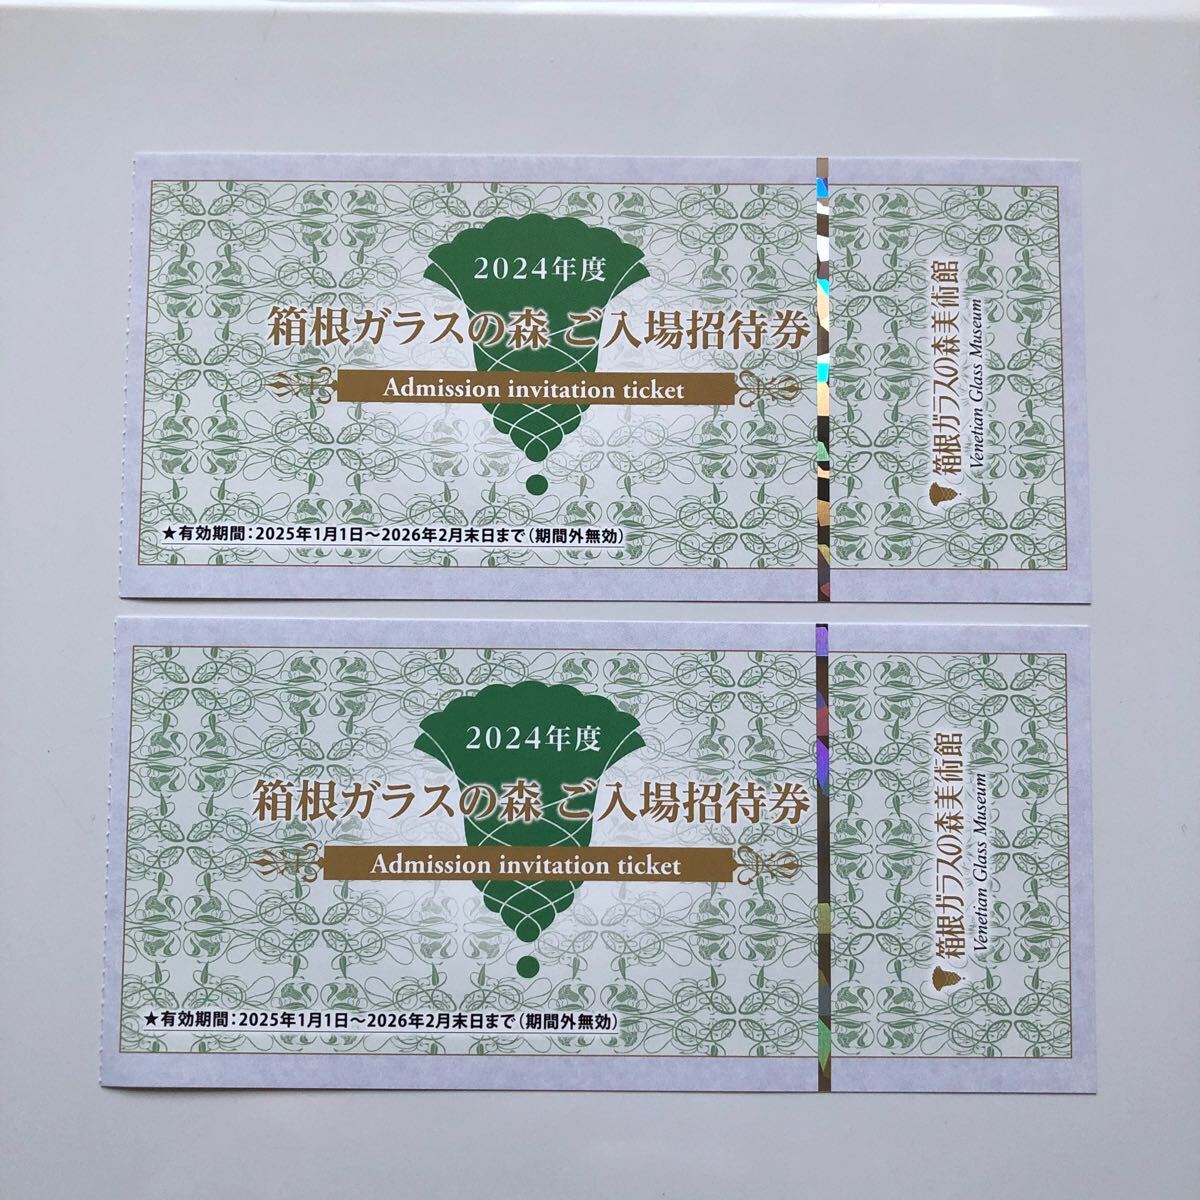 2024年度
箱根ガラスの森 ご入場招待券
Admission invitation ticket
★有効期間:2025年1月1日〜2026年2月末日まで(期間外無効)
箱根ガラスの森美術館
Venetian Glass Museum
2024年度
箱根ガラスの森 ご入場招待券
Admission invitation ticket
★有効期間:2025年1月1日〜2026年2月末日まで(期間外無効)
箱根ガラスの森美術館
Venetian Glass Museum